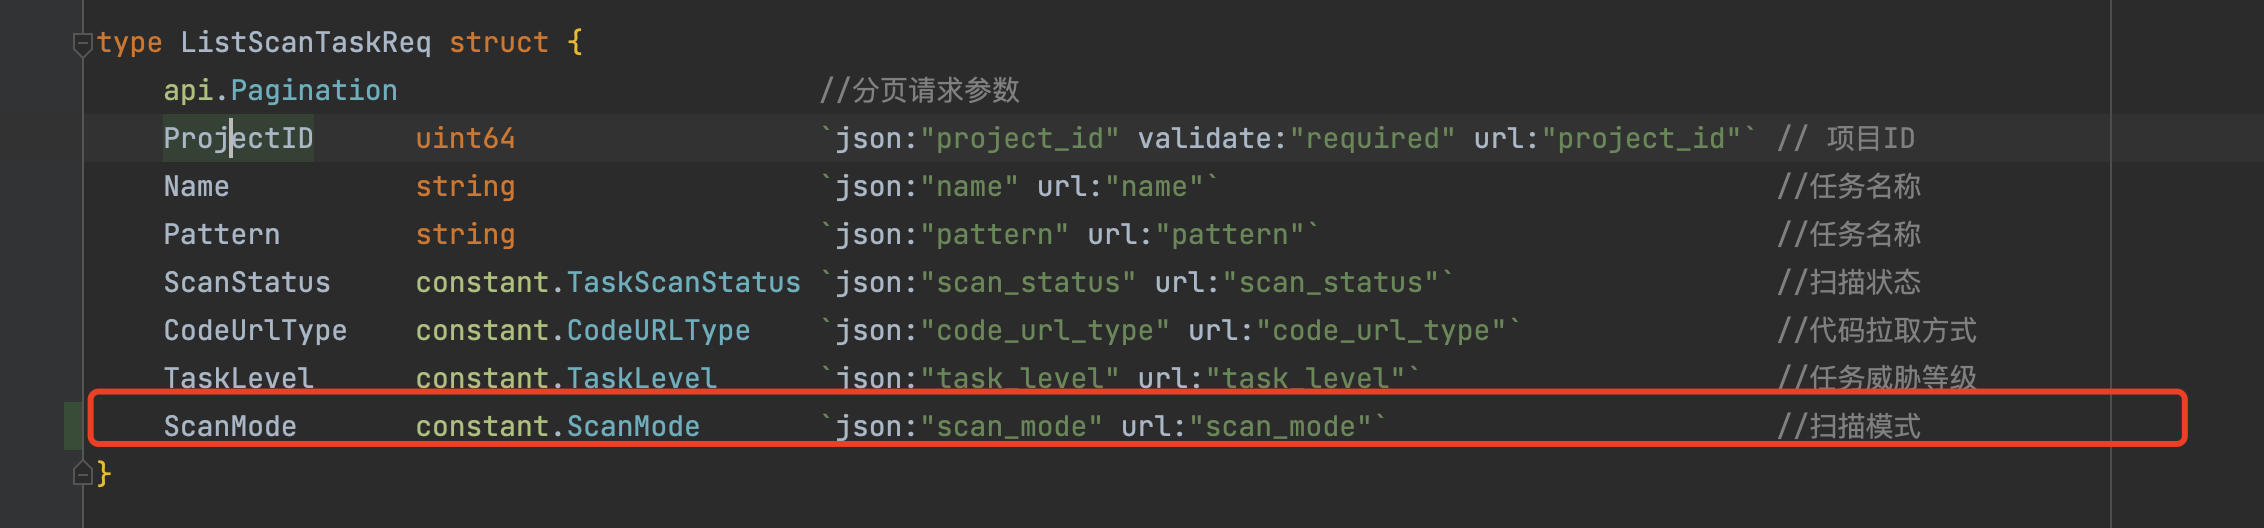 type ListScanTaskReq struct {
api.Pagination //分页请求参数
ProjectID uint64 `json:"project_id" validate:"required" url:"project_id"` // 项目ID
Name string `json:"name" url:"name"` //任务名称
Pattern string `json:"pattern" url:"pattern"` //任务名称
ScanStatus constant.TaskScanStatus `json:"scan_status" url:"scan_status"` //扫描状态
CodeUrlType constant.CodeURLType `json:"code_url_type" url:"code_url_type"` //代码拉取方式
TaskLevel constant.TaskLevel `json:"task_level" url:"task_level"` //任务威胁等级
ScanMode constant.ScanMode `json:"scan_mode" url:"scan_mode"` //扫描模式
}